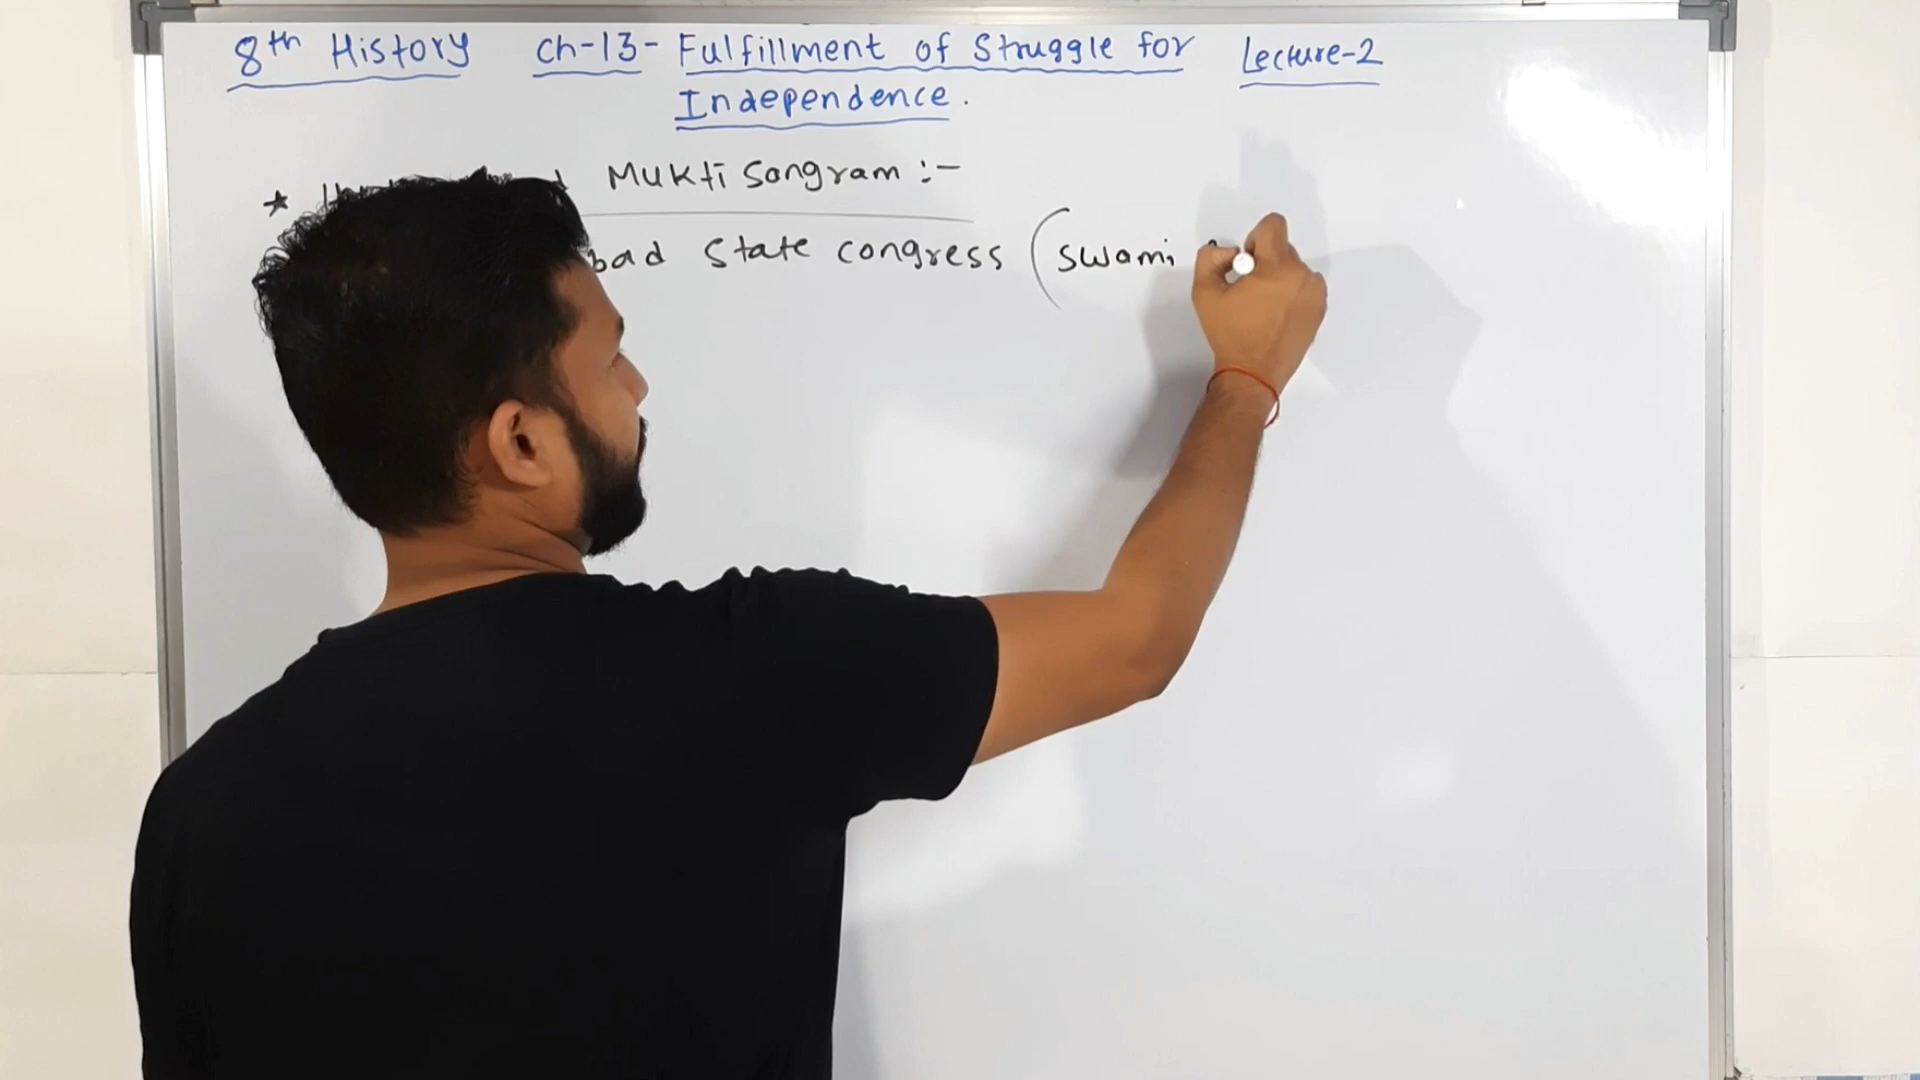 8th History Ch-13- Fulfillment of Struggle for Lecture-2
Independence.
★ Mukti Sangram :-
bad State Congress (Swami